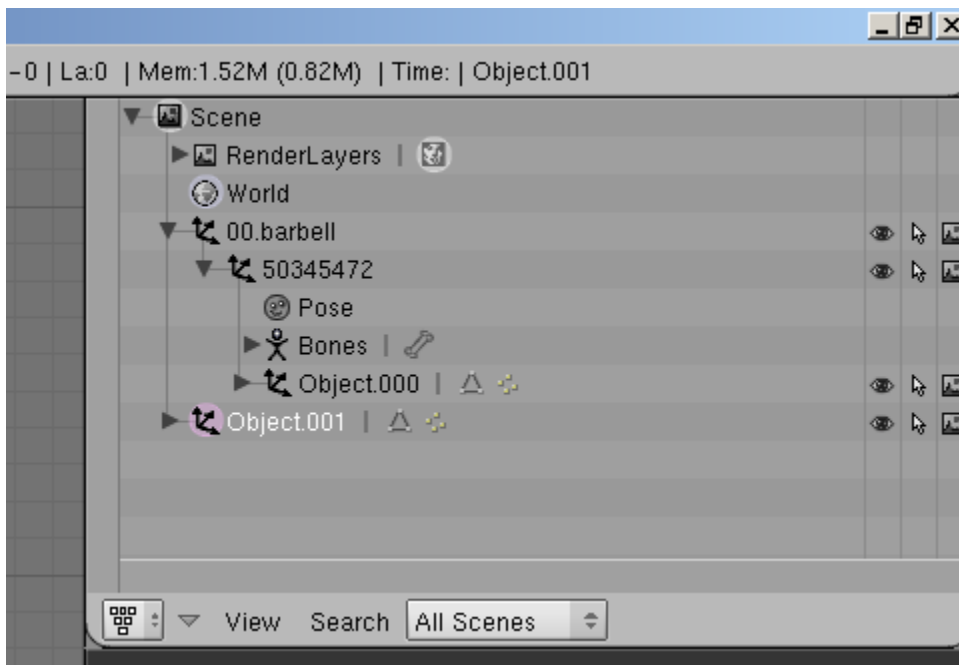 -0 | La:0 | Mem:1.52M (0.82M) | Time: | Object.001
Scene
RenderLayers |
World
00.barbell
50345472
Pose
Bones |
Object.000 |
Object.001 |
View Search All Scenes